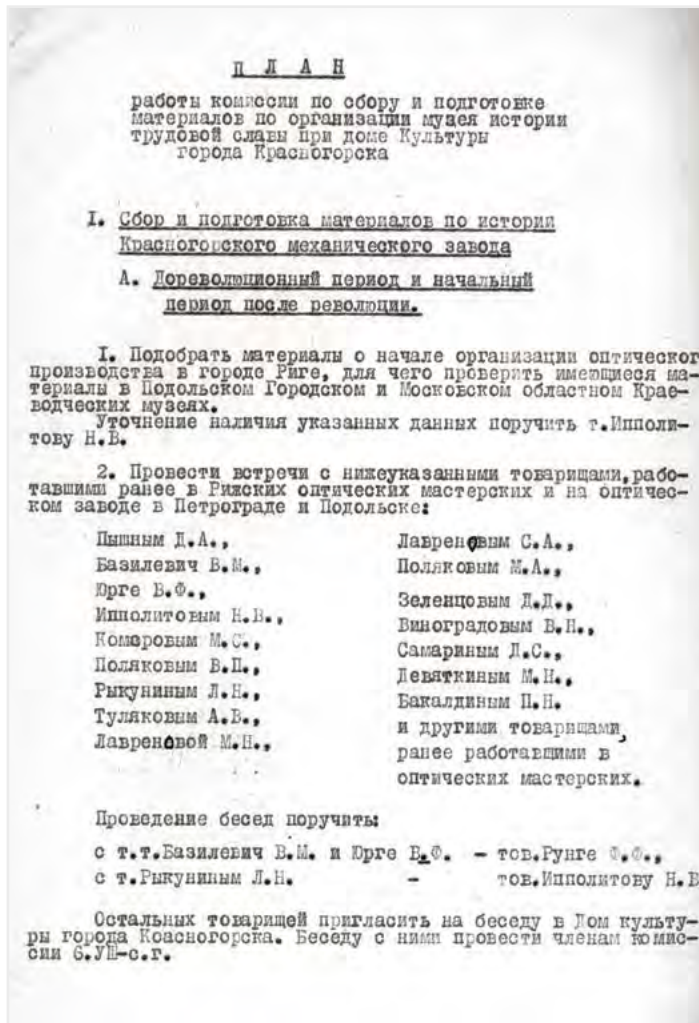 П Л А Н
работы комиссии по сбору и подготовке
материалов по организации музея истории
трудовой славы при доме Культуры
города Красногорска
I. Сбор и подготовка материалов по истории
Красногорского механического завода
А. Дореволюционный период и начальный
период после революции.
I. Подобрать материалы о начале организации оптическог
производства в городе Риге, для чего проверить имеющиеся ма-
териалы в Подольском Городском и Московском областном Крае-
водческих музеях.
Уточнение наличия указанных данных поручить т.Ипполи-
тову Н.В.
2. Провести встречи с нижеуказанными товарищами,рабо-
тавшими ранее в Рижских оптических мастерских и на оптичес-
ком заводе в Петрограде и Подольске:
Пышным Д.А.,
Базилевич В.М.,
Юрге В.Ф.,
Ипполитовым Н.В.,
Комаровым М.С.,
Поляковым В.П.,
Рыкуниным Л.Н.,
Туляковым А.В.,
Лавреновой М.Н.,
Лавреновым С.А.,
Поляковым М.А.,
Зеленцовым Д.Д.,
Виноградовым В.Н.,
Самариным Д.С.,
Девяткиным М.Н.,
Бакалдиным П.Н.
и другими товарищами,
ранее работавшими в
оптических мастерских.
Проведение бесед поручить:
с т.т.Базилевич В.М. и Юрге В.Ф. - тов.Рунге Ф.Ф.,
с т.Рыкуниным Л.Н. - тов.Ипполитову Н.В
Остальных товарищей пригласить на беседу в Дом культу-
ры города Коасногорска. Беседу с ними провести членам комис-
сии 6.УШ-с.г.